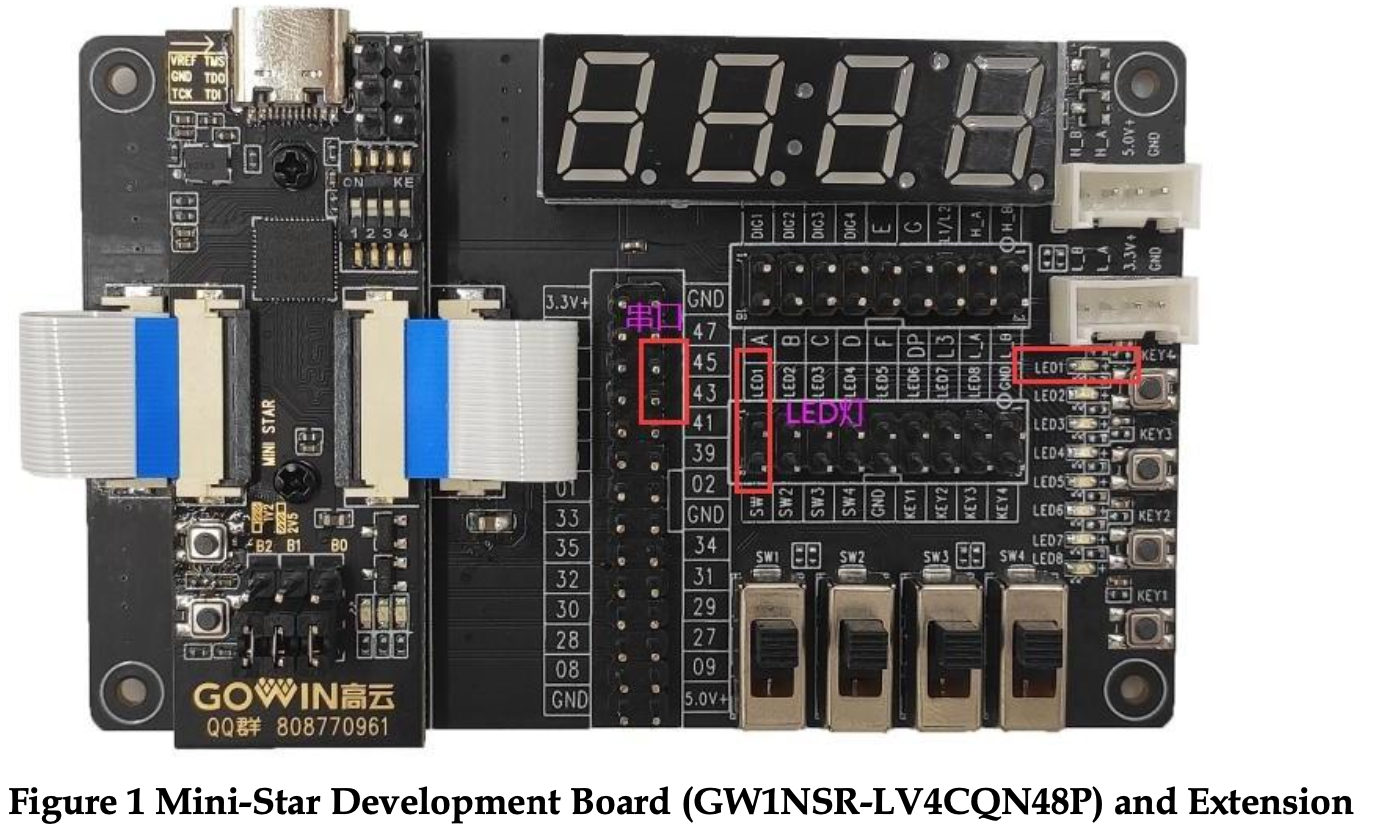 VREF TMS
GND TDO
TCK TDI
ON KE
1 2 3 4
MINI STAR
1V2
2V5
B2 B1 B0
GOWIN高云
QQ群 808770961
3.3V+ GND
串口
47
45
43
41
39
01 02
33 GND
35 34
32 31
30 29
28 27
08 09
GND 5.0V+
DIG1 DIG2 DIG3 DIG4 E G L1/L2 H_A H_B
A B C D F DP L3 L_A L_B
LED1 LED2 LED3 LED4 LED5 LED6 LED7 LED8 GND
LED灯
SW SW2 SW3 SW4 GND KEY1 KEY2 KEY3 KEY4
SW1 SW2 SW3 SW4
H_B H_A 5.0V+ GND
L_B L_A 3.3V+ GND
LED1
LED2
LED3
LED4
LED5
LED6
LED7
LED8
KEY4
KEY3
KEY2
KEY1
Figure 1 Mini-Star Development Board (GW1NSR-LV4CQN48P) and Extension